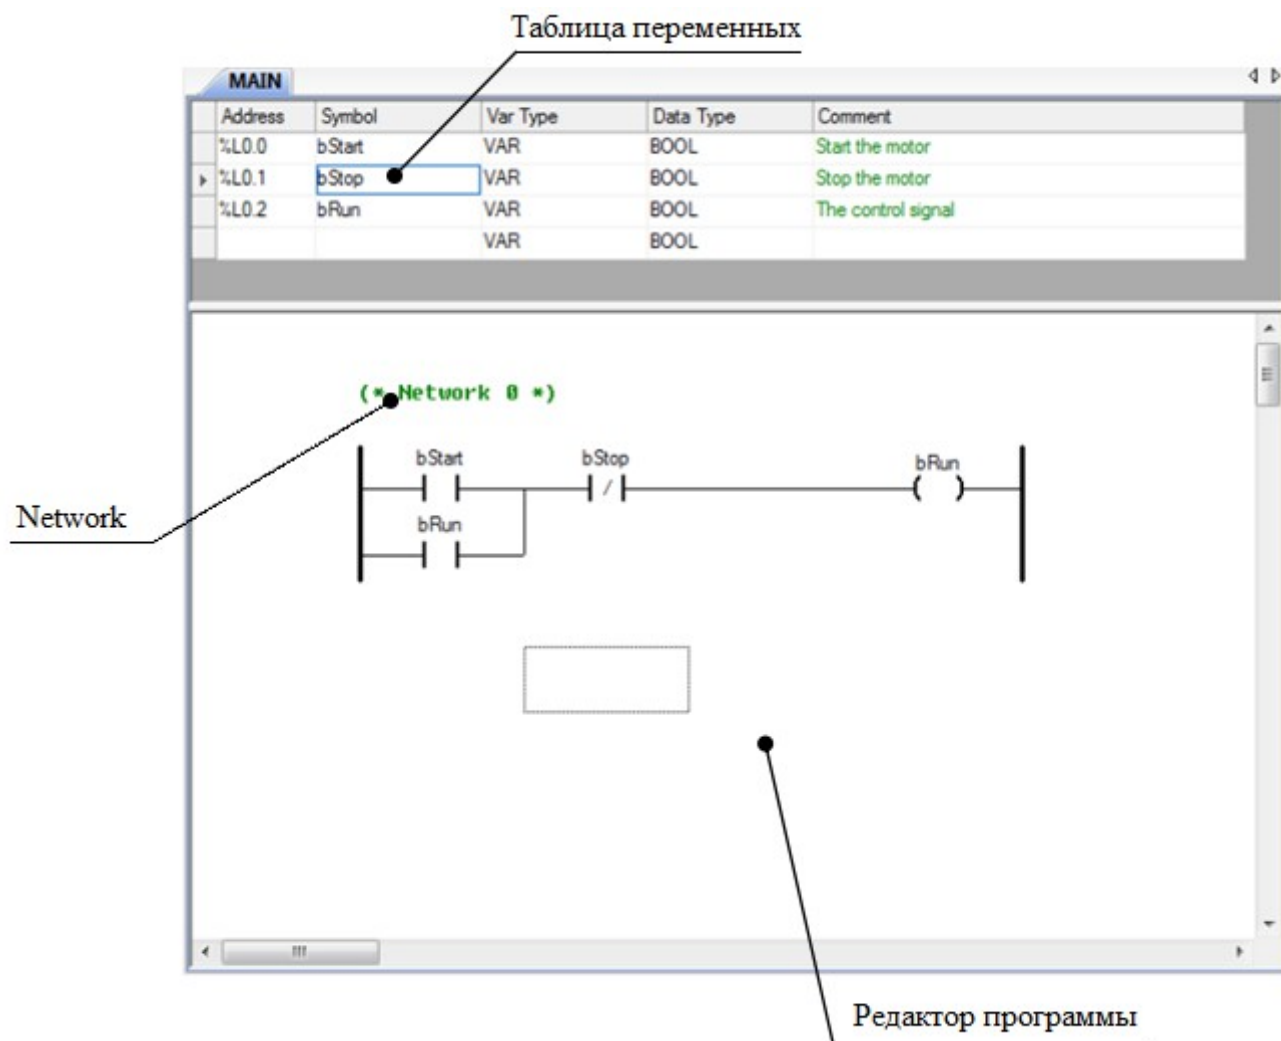 Таблица переменных
MAIN
Address Symbol Var Type Data Type Comment
%L0.0 bStart VAR BOOL Start the motor
%L0.1 bStop VAR BOOL Stop the motor
%L0.2 bRun VAR BOOL The control signal
VAR BOOL
(* Network 0 *)
bStart bStop bRun
Network
bRun
Редактор программы